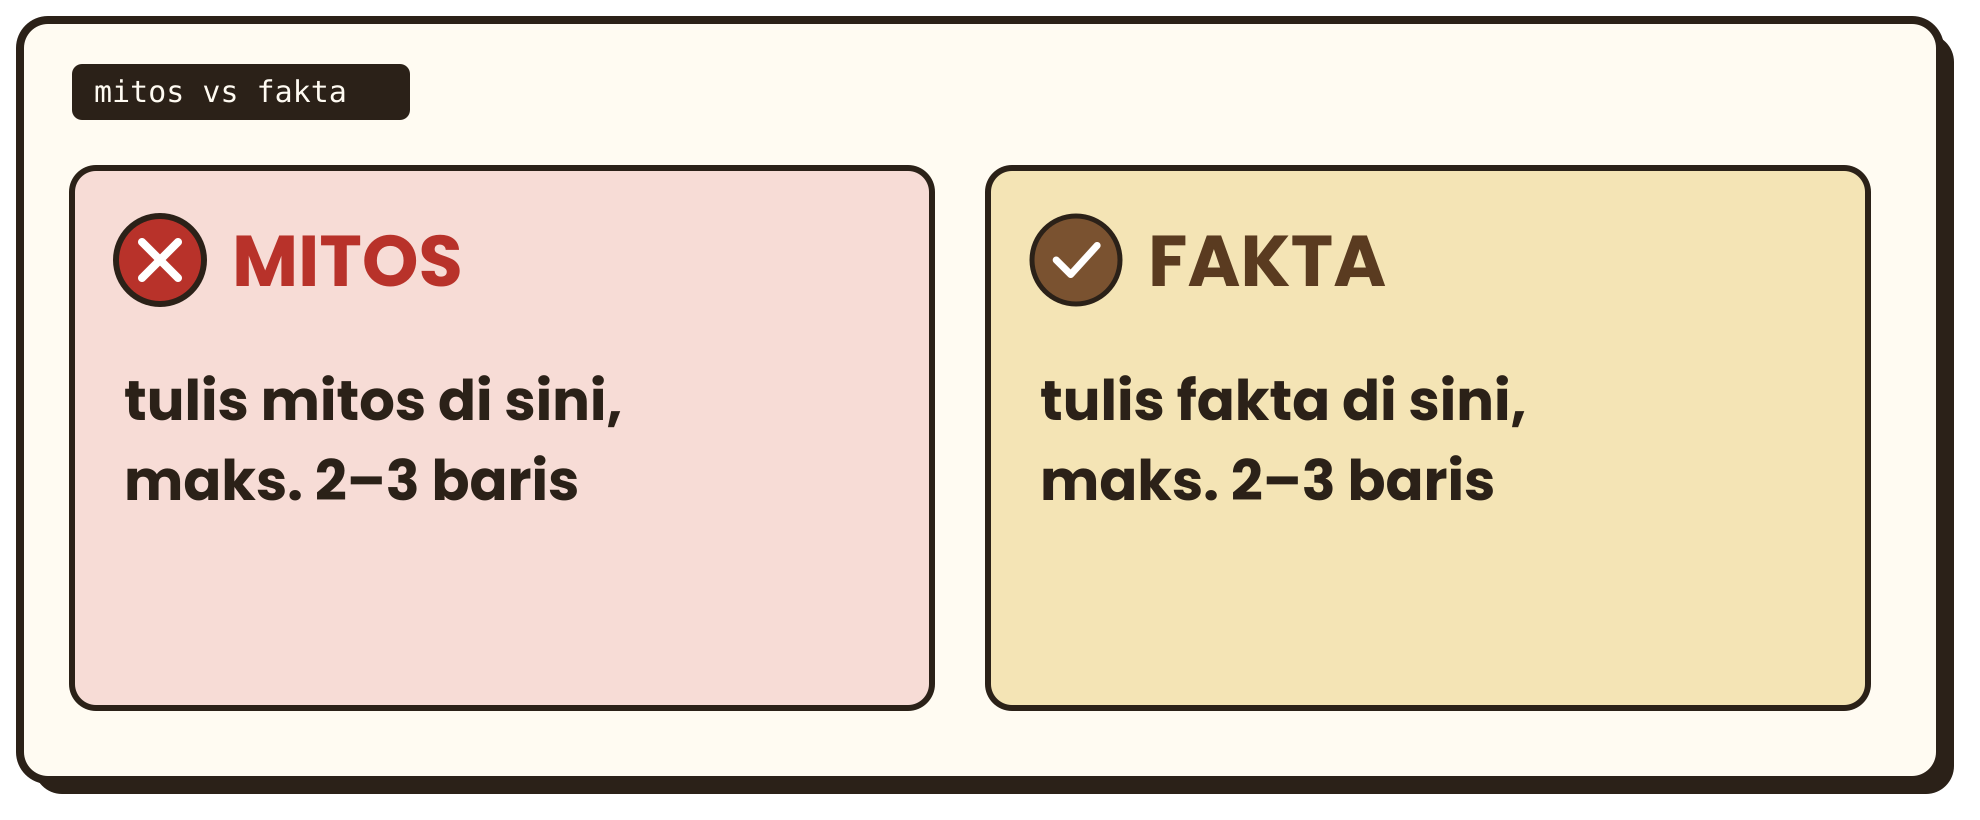 mitos vs fakta
MITOS
tulis mitos di sini,
maks. 2–3 baris
FAKTA
tulis fakta di sini,
maks. 2–3 baris